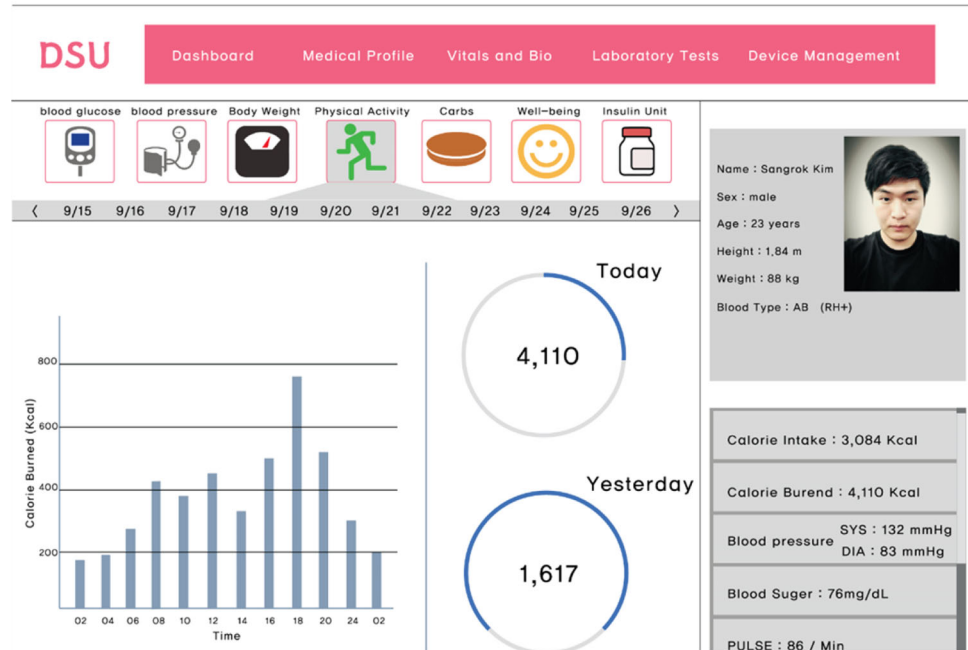 DSU
Dashboard Medical Profile Vitals and Bio Laboratory Tests Device Management
blood glucose blood pressure Body Weight Physical Activity Carbs Well-being Insulin Unit
〈 9/15 9/16 9/17 9/18 9/19 9/20 9/21 9/22 9/23 9/24 9/25 9/26 〉
Name : Sangrok Kim
Sex : male
Age : 23 years
Height : 1,84 m
Weight : 88 kg
Blood Type : AB (RH+)
Calorie Burned (Kcal)
800
600
400
200
02 04 06 08 10 12 14 16 18 20 24 02
Time
Today
4,110
Yesterday
1,617
Calorie Intake : 3,084 Kcal
Calorie Burend : 4,110 Kcal
Blood pressure SYS : 132 mmHg
DIA : 83 mmHg
Blood Suger : 76mg/dL
PULSE : 86 / Min